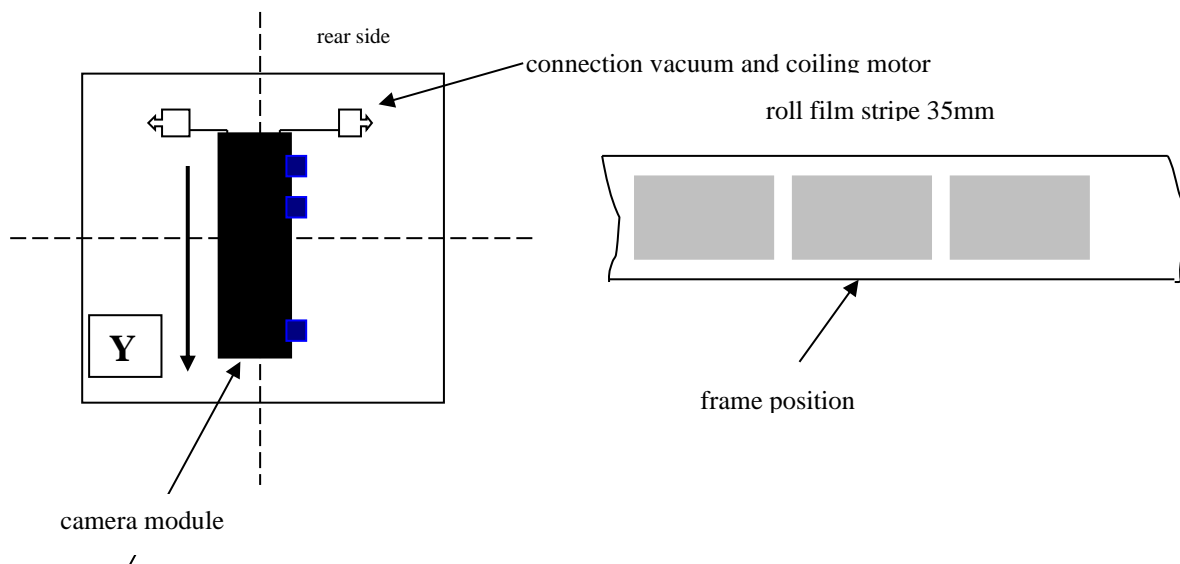 rear side
connection vacuum and coiling motor
roll film stripe 35mm
Y
frame position
camera module